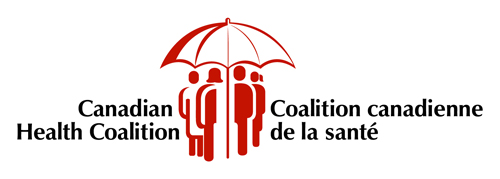 Canadian
Health Coalition
Coalition canadienne
de la santé